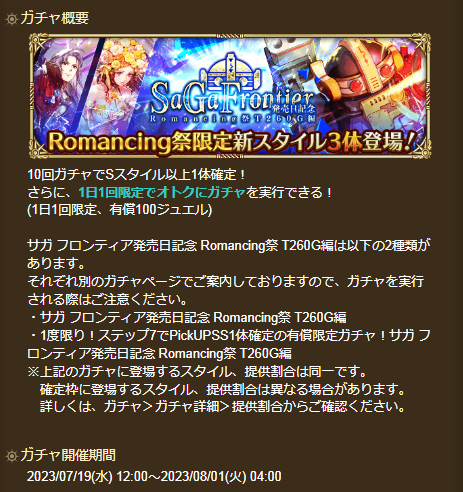 ガチャ概要
SaGa Frontier
発売日記念
Romancing祭 T260G編
Romancing祭限定新スタイル3体登場!
10回ガチャでSスタイル以上1体確定！
さらに、1日1回限定でオトクにガチャを実行できる！
(1日1回限定、有償100ジュエル)
サガ フロンティア発売日記念 Romancing祭 T260G編は以下の2種類が
あります。
それぞれ別のガチャページでご案内しておりますので、ガチャを実行
される際はご注意ください。
・サガ フロンティア発売日記念 Romancing祭 T260G編
・1度限り！ステップ7でPickUPSS1体確定の有償限定ガチャ！サガ フ
ロンティア発売日記念 Romancing祭 T260G編
※上記のガチャに登場するスタイル、提供割合は同一です。
確定枠に登場するスタイル、提供割合は異なる場合があります。
詳しくは、ガチャ＞ガチャ詳細＞提供割合からご確認ください。
ガチャ開催期間
2023/07/19(水) 12:00～2023/08/01(火) 04:00